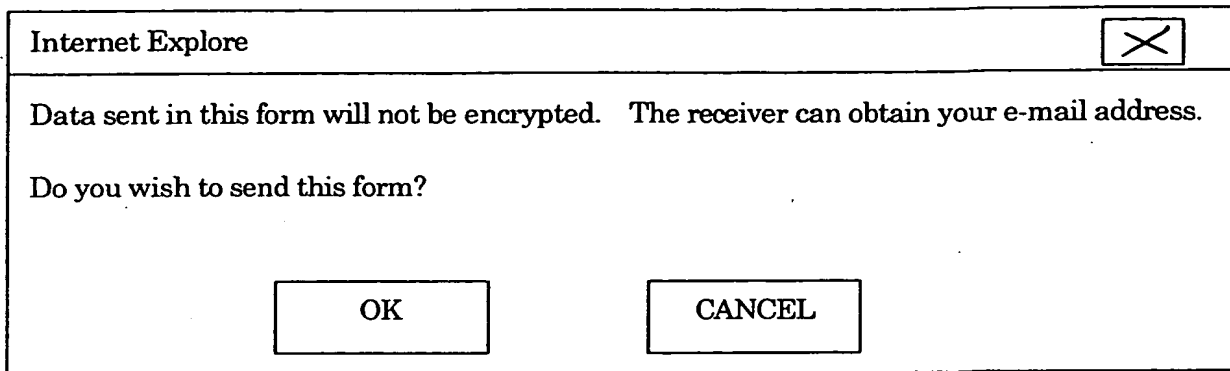 Internet Explore
Data sent in this form will not be encrypted. The receiver can obtain your e-mail address.
Do you wish to send this form?
OK CANCEL